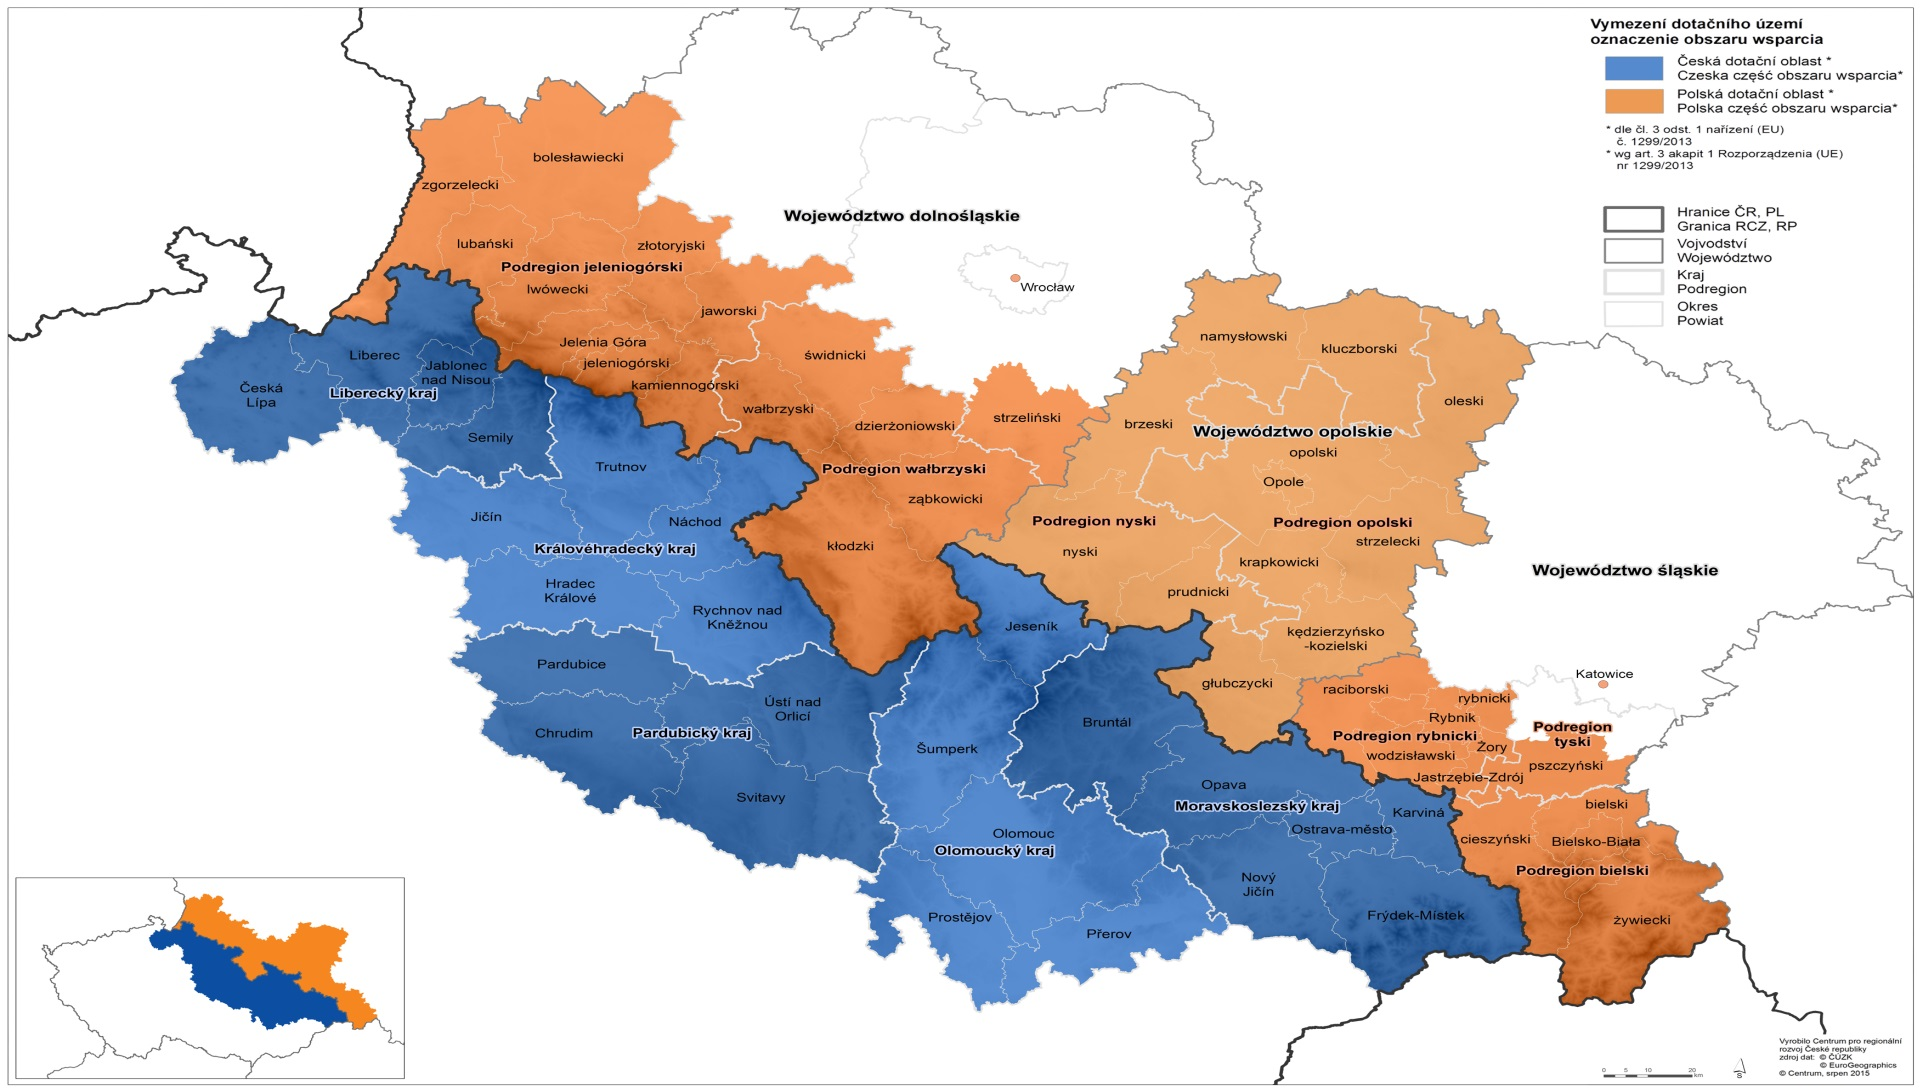 Vymezení dotačního území
oznaczenie obszaru wsparcia
Česká dotační oblast *
Czeska część obszaru wsparcia*
Polská dotační oblast *
Polska część obszaru wsparcia*
* dle čl. 3 odst. 1 nařízení (EU)
č. 1299/2013
* wg art. 3 akapit 1 Rozporządzenia (UE)
nr 1299/2013
Hranice ČR, PL
Granica RCZ, RP
Vojvodství
Województwo
Kraj
Podregion
Okres
Powiat
bolesławiecki
zgorzelecki
Województwo dolnośląskie
lubański
złotoryjski
Podregion jeleniogórski
lwówecki
Wrocław
jaworski
namysłowski
Jelenia Góra
kluczborski
Liberec
świdnicki
jeleniogórski
Jablonec
nad Nisou
kamiennogórski
Česká
Lípa
Liberecký kraj
oleski
wałbrzyski
strzeliński
brzeski
dzierżoniowski
Województwo opolskie
Semily
opolski
Trutnov
Podregion wałbrzyski
Opole
ząbkowicki
Jičín
Náchod
Podregion nyski
Podregion opolski
strzelecki
Królovéhradecký kraj
kłodzki
nyski
krapkowicki
Województwo śląskie
Hradec
Králové
prudnicki
Rychnov nad
Kněžnou
Jeseník
kędzierzyńsko
-kozielski
Pardubice
Katowice
głubczycki
raciborski
rybnicki
Ústí nad
Orlicí
Bruntál
Rybnik
Podregion
tyski
Chrudim
Pardubický kraj
Podregion rybnicki
Šumperk
Żory
wodzisławski
pszczyński
Jastrzębie-Zdrój
Opava
Svitavy
Moravskoslezský kraj
bielski
Karviná
Olomouc
Ostrava-město
cieszyński
Bielsko-Biała
Olomoucký kraj
Podregion bielski
Nový
Jičín
Prostějov
Frýdek-Místek
żywiecki
Přerov
Vyrobilo Centrum pro regionální
rozvoj České republiky
zdroj dat: © ČÚZK
© EuroGeographics
© Centrum, srpen 2015
0 5 10 20
km
S